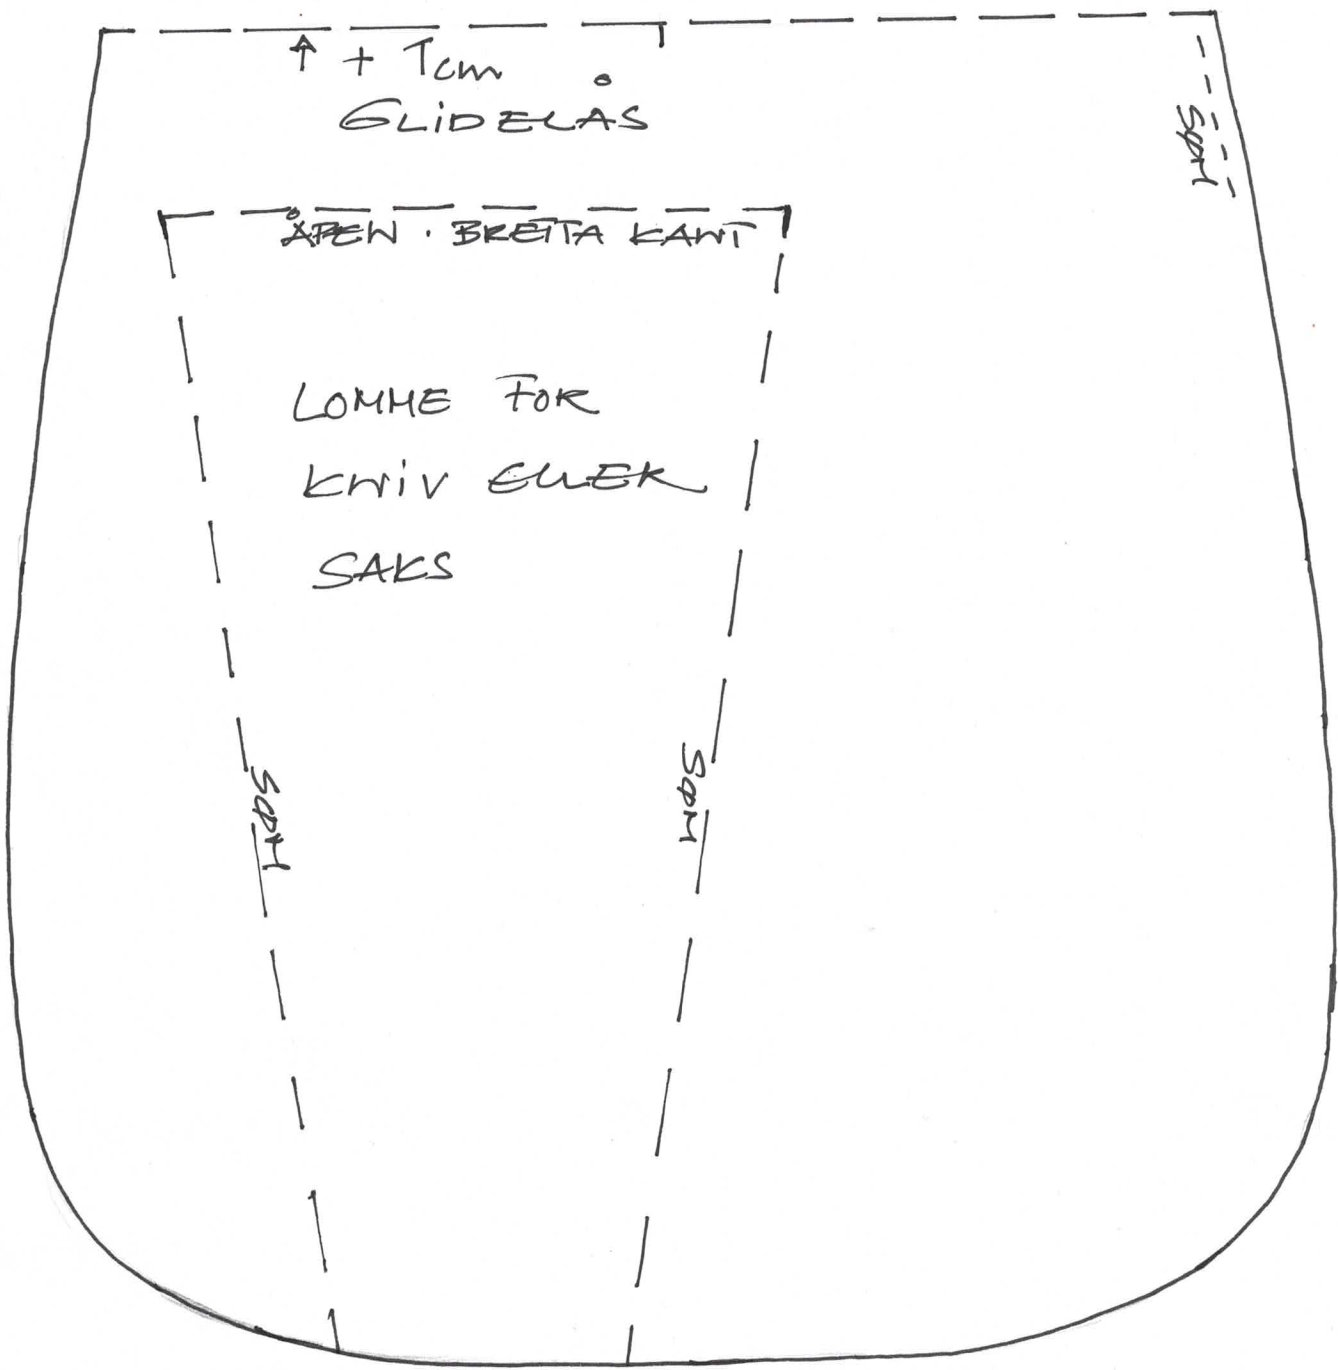 ↑ + 1cm
GLIDELÅS
SØM
ÅPEN . BRETTA KANT
LOMME FOR
KNIV ELLER
SAKS
SØM
SØM